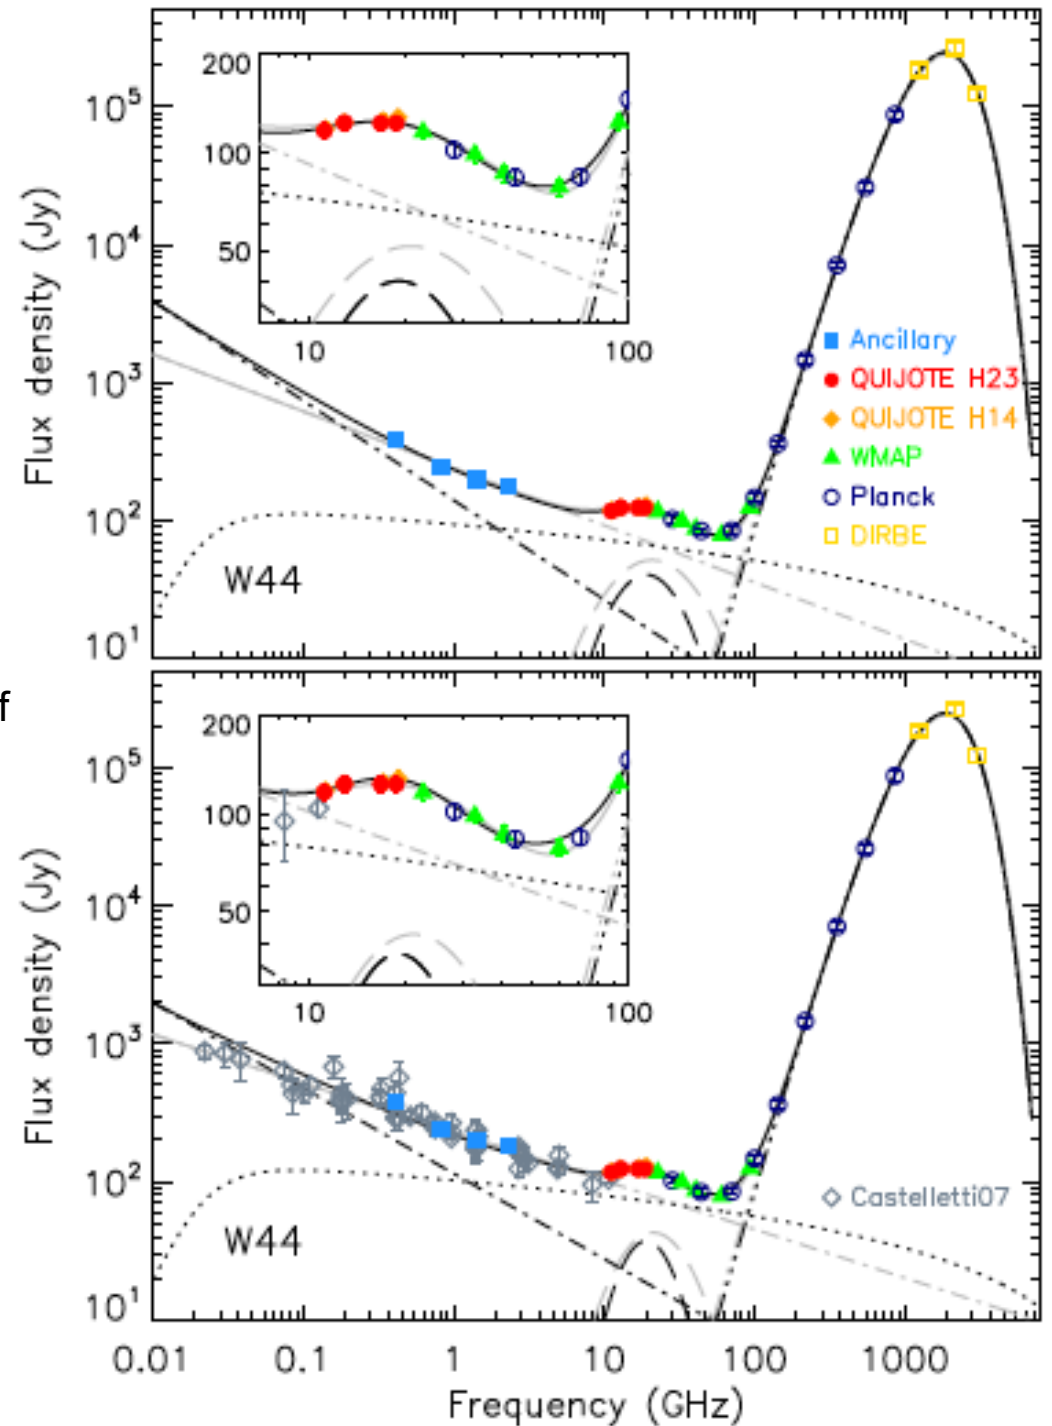 Flux density (Jy)
10⁵
10⁴
10³
10²
10¹
200
100
50
10 100
Ancillary
QUIJOTE H23
QUIJOTE H14
WMAP
Planck
DIRBE
W44
f
Flux density (Jy)
10⁵
10⁴
10³
10²
10¹
200
100
50
10 100
Castelletti07
W44
0.01 0.1 1 10 100 1000
Frequency (GHz)